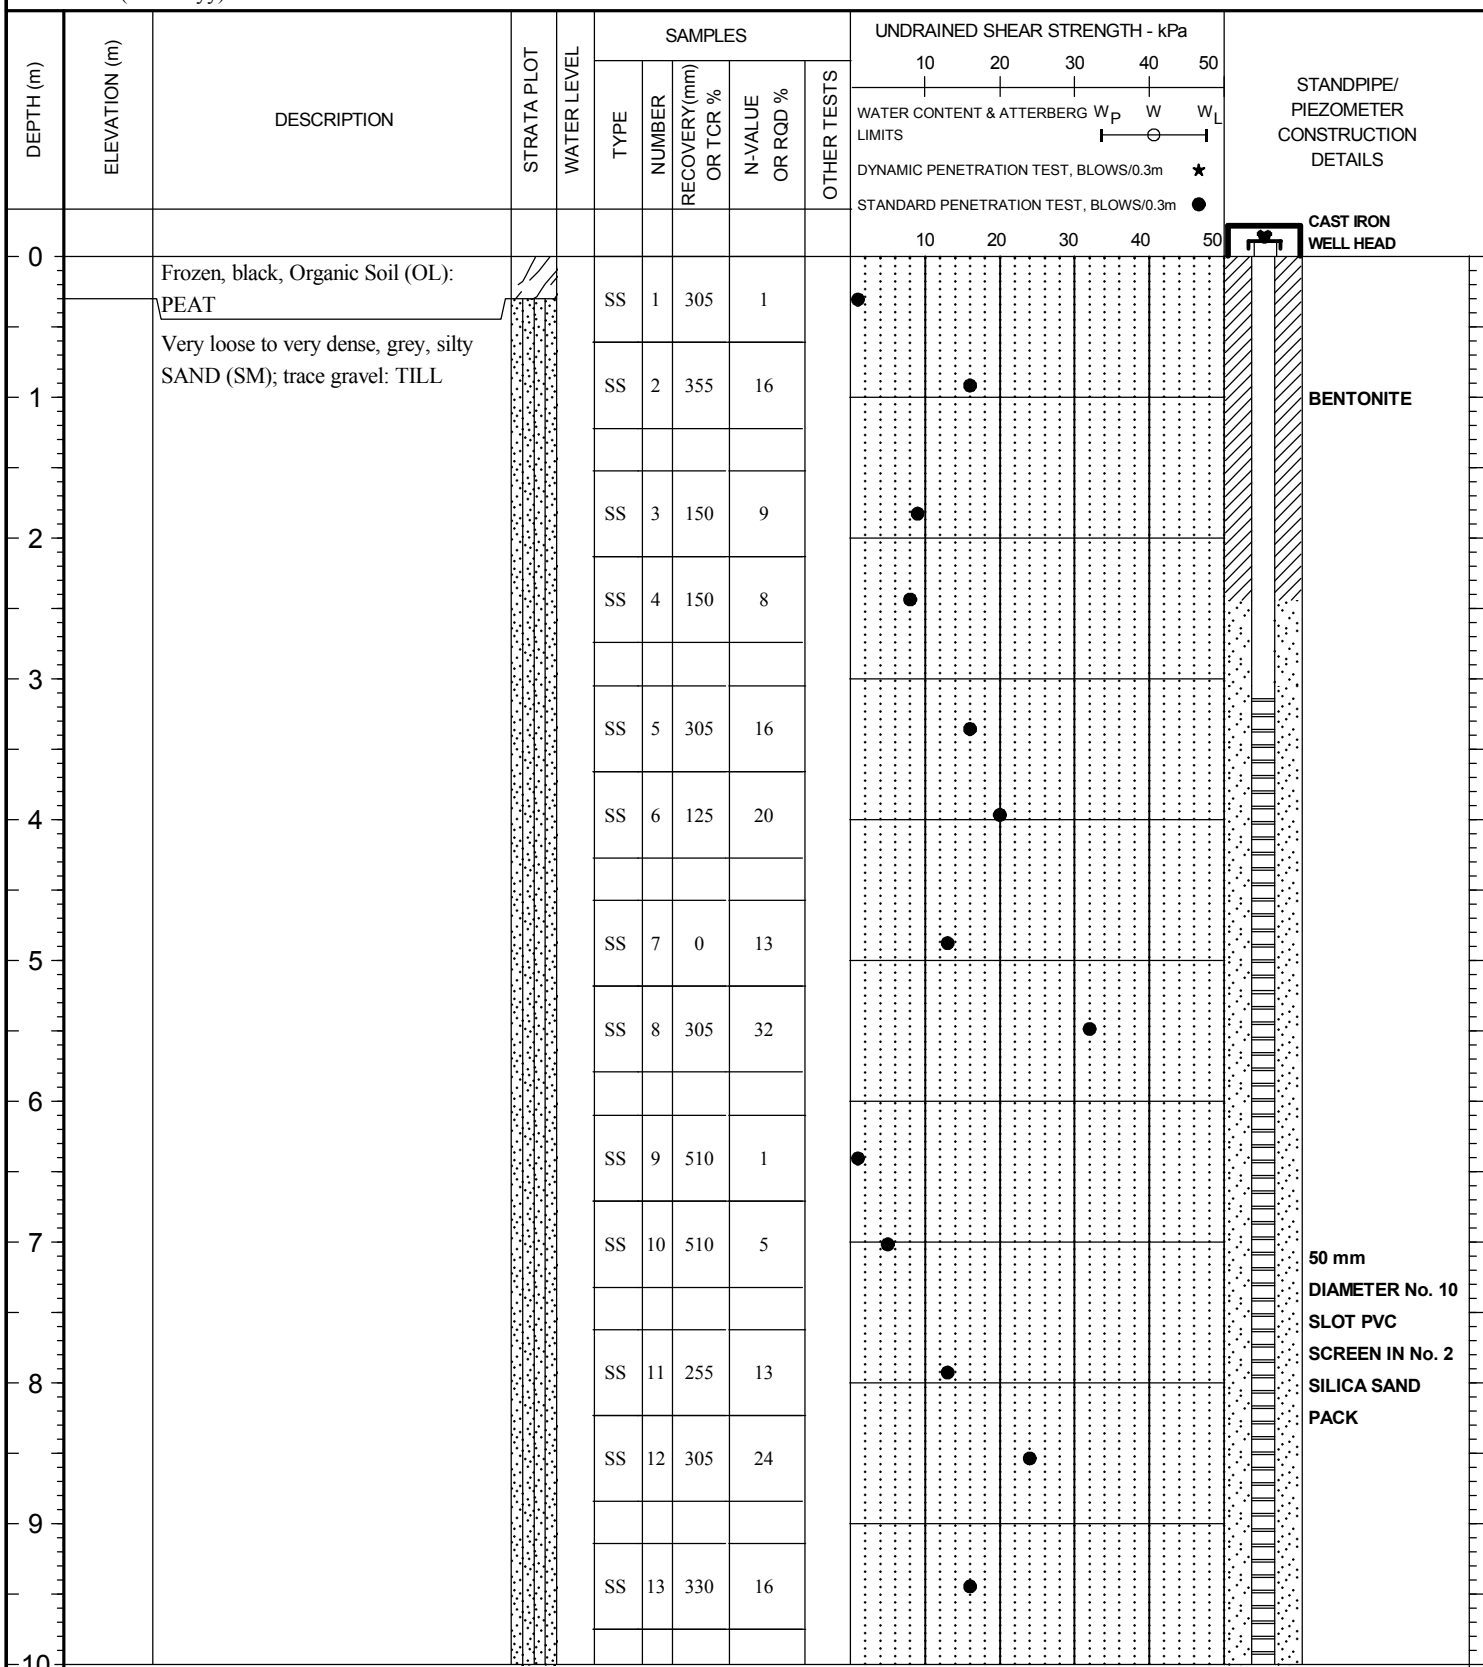 DEPTH (m)
ELEVATION (m)
DESCRIPTION
STRATA PLOT
WATER LEVEL
SAMPLES
TYPE
NUMBER
RECOVERY(mm)
OR TCR %
N-VALUE
OR RQD %
OTHER TESTS
UNDRAINED SHEAR STRENGTH - kPa
10 20 30 40 50
WATER CONTENT & ATTERBERG WP W WL
LIMITS
DYNAMIC PENETRATION TEST, BLOWS/0.3m ★
STANDARD PENETRATION TEST, BLOWS/0.3m ●
10 20 30 40 50
STANDPIPE/
PIEZOMETER
CONSTRUCTION
DETAILS
CAST IRON
WELL HEAD
0
Frozen, black, Organic Soil (OL):
PEAT
SS 1 305 1
Very loose to very dense, grey, silty
SAND (SM); trace gravel: TILL
SS 2 355 16
1
BENTONITE
SS 3 150 9
2
SS 4 150 8
3
SS 5 305 16
SS 6 125 20
4
SS 7 0 13
5
SS 8 305 32
6
SS 9 510 1
SS 10 510 5
7
50 mm
DIAMETER No. 10
SLOT PVC
SCREEN IN No. 2
SILICA SAND
PACK
SS 11 255 13
8
SS 12 305 24
9
SS 13 330 16
10